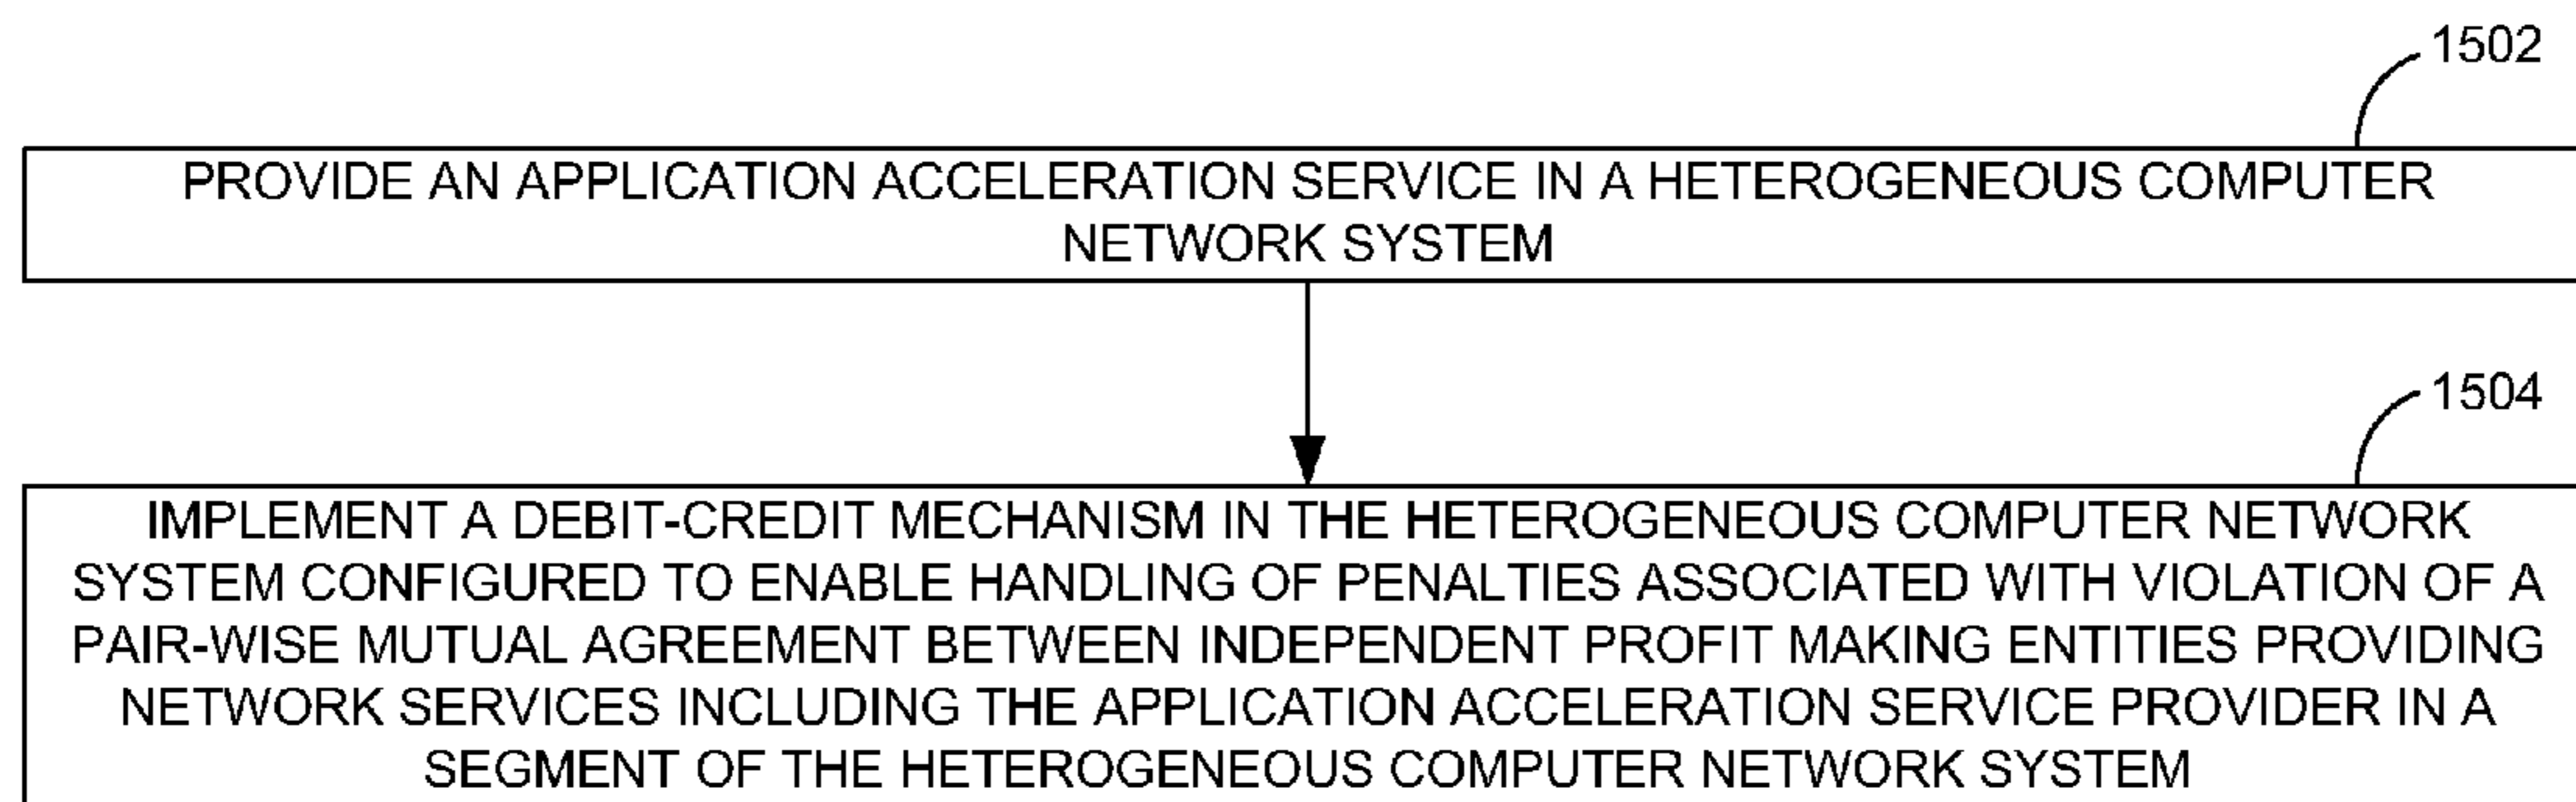 1502
PROVIDE AN APPLICATION ACCELERATION SERVICE IN A HETEROGENEOUS COMPUTER
NETWORK SYSTEM
1504
IMPLEMENT A DEBIT-CREDIT MECHANISM IN THE HETEROGENEOUS COMPUTER NETWORK
SYSTEM CONFIGURED TO ENABLE HANDLING OF PENALTIES ASSOCIATED WITH VIOLATION OF A
PAIR-WISE MUTUAL AGREEMENT BETWEEN INDEPENDENT PROFIT MAKING ENTITIES PROVIDING
NETWORK SERVICES INCLUDING THE APPLICATION ACCELERATION SERVICE PROVIDER IN A
SEGMENT OF THE HETEROGENEOUS COMPUTER NETWORK SYSTEM